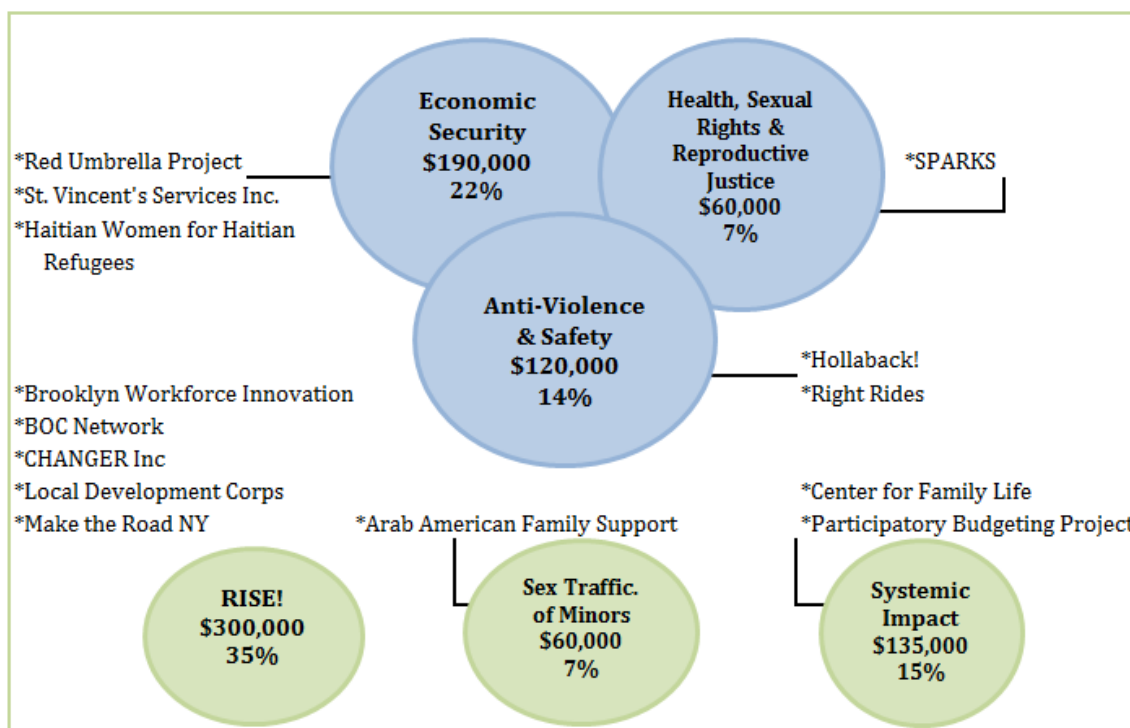 Economic
Security
$190,000
22%
Health, Sexual
Rights &
Reproductive
Justice
$60,000
7%
*Red Umbrella Project
*St. Vincent's Services Inc.
*Haitian Women for Haitian
Refugees
*SPARKS
Anti-Violence
& Safety
$120,000
14%
*Hollaback!
*Right Rides
*Brooklyn Workforce Innovation
*BOC Network
*CHANGER Inc
*Local Development Corps
*Make the Road NY
*Arab American Family Support
*Center for Family Life
*Participatory Budgeting Project
RISE!
$300,000
35%
Sex Traffic.
of Minors
$60,000
7%
Systemic
Impact
$135,000
15%